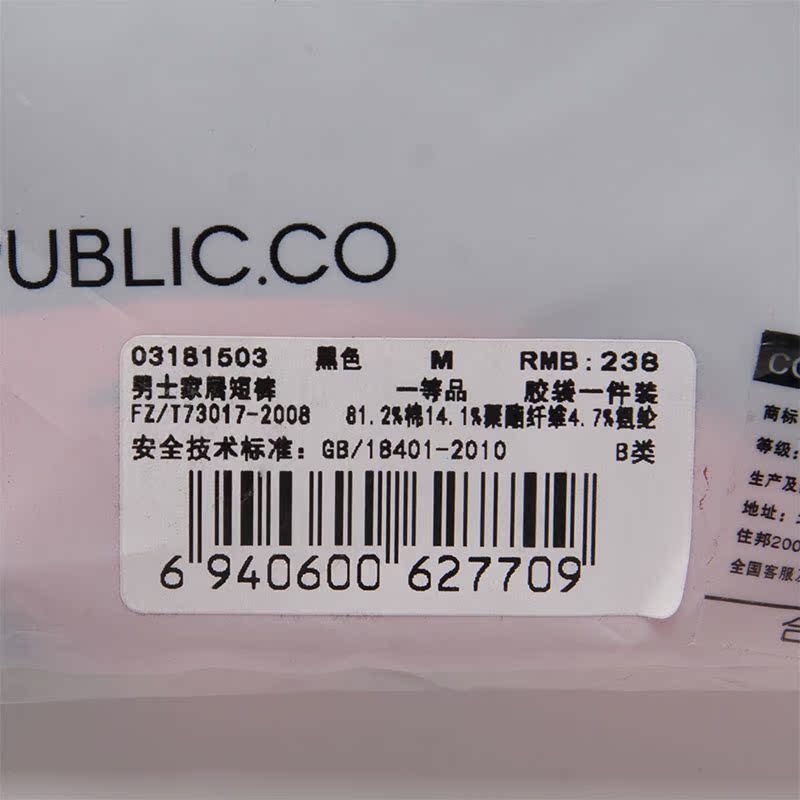 PUBLIC.CO
03181503 黑色 M RMB:238
男士家居短裤 一等品 胶袋一件装
FZ/T73017-2008 81.2%棉14.1%聚酯纤维4.7%氨纶
安全技术标准: GB/18401-2010 B类
6 940600 627709
CO
商标
等级:
生产及
地址:
住邦200
全国客服